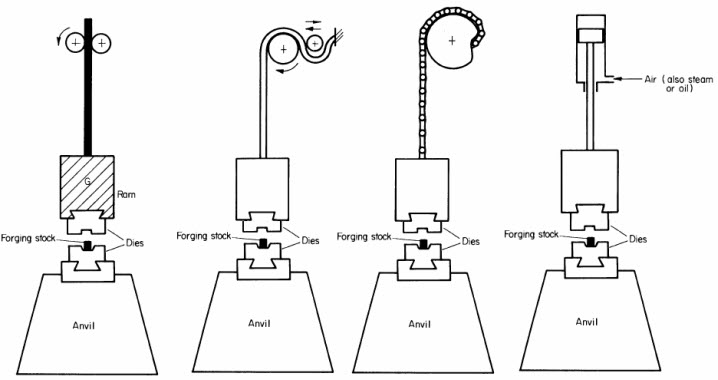 Air (also steam
or oil)
G
Ram
Forging stock
Dies
Anvil
Forging stock
Dies
Anvil
Forging stock
Dies
Anvil
Forging stock
Dies
Anvil